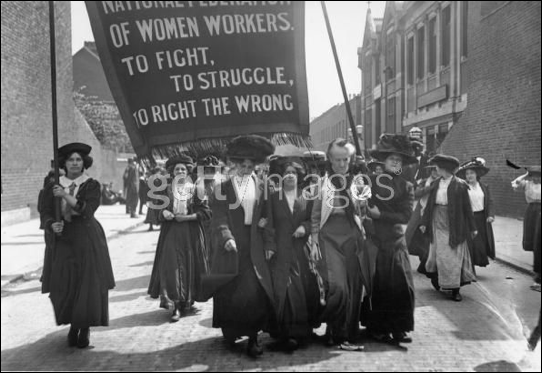 NATIONAL FEDERATION
OF WOMEN WORKERS.
TO FIGHT,
TO STRUGGLE,
TO RIGHT THE WRONG
gettyimages